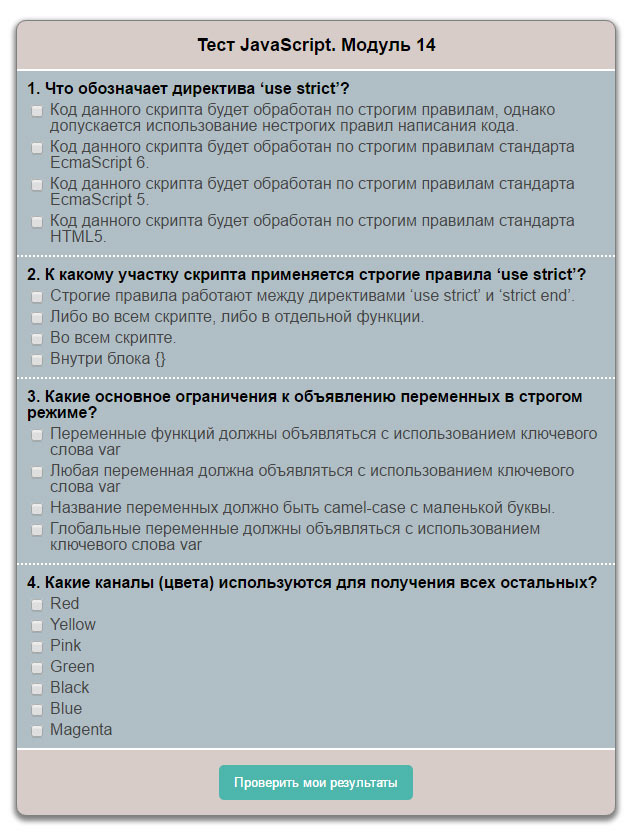 Тест JavaScript. Модуль 14
1. Что обозначает директива ‘use strict’?
Код данного скрипта будет обработан по строгим правилам, однако
допускается использование нестрогих правил написания кода.
Код данного скрипта будет обработан по строгим правилам стандарта
EcmaScript 6.
Код данного скрипта будет обработан по строгим правилам стандарта
EcmaScript 5.
Код данного скрипта будет обработан по строгим правилам стандарта
HTML5.
2. К какому участку скрипта применяется строгие правила ‘use strict’?
Строгие правила работают между директивами ‘use strict’ и ‘strict end’.
Либо во всем скрипте, либо в отдельной функции.
Во всем скрипте.
Внутри блока {}
3. Какие основное ограничения к объявлению переменных в строгом
режиме?
Переменные функций должны объявляться с использованием ключевого
слова var
Любая переменная должна объявляться с использованием ключевого
слова var
Название переменных должно быть camel-case с маленькой буквы.
Глобальные переменные должны объявляться с использованием
ключевого слова var
4. Какие каналы (цвета) используются для получения всех остальных?
Red
Yellow
Pink
Green
Black
Blue
Magenta
Проверить мои результаты